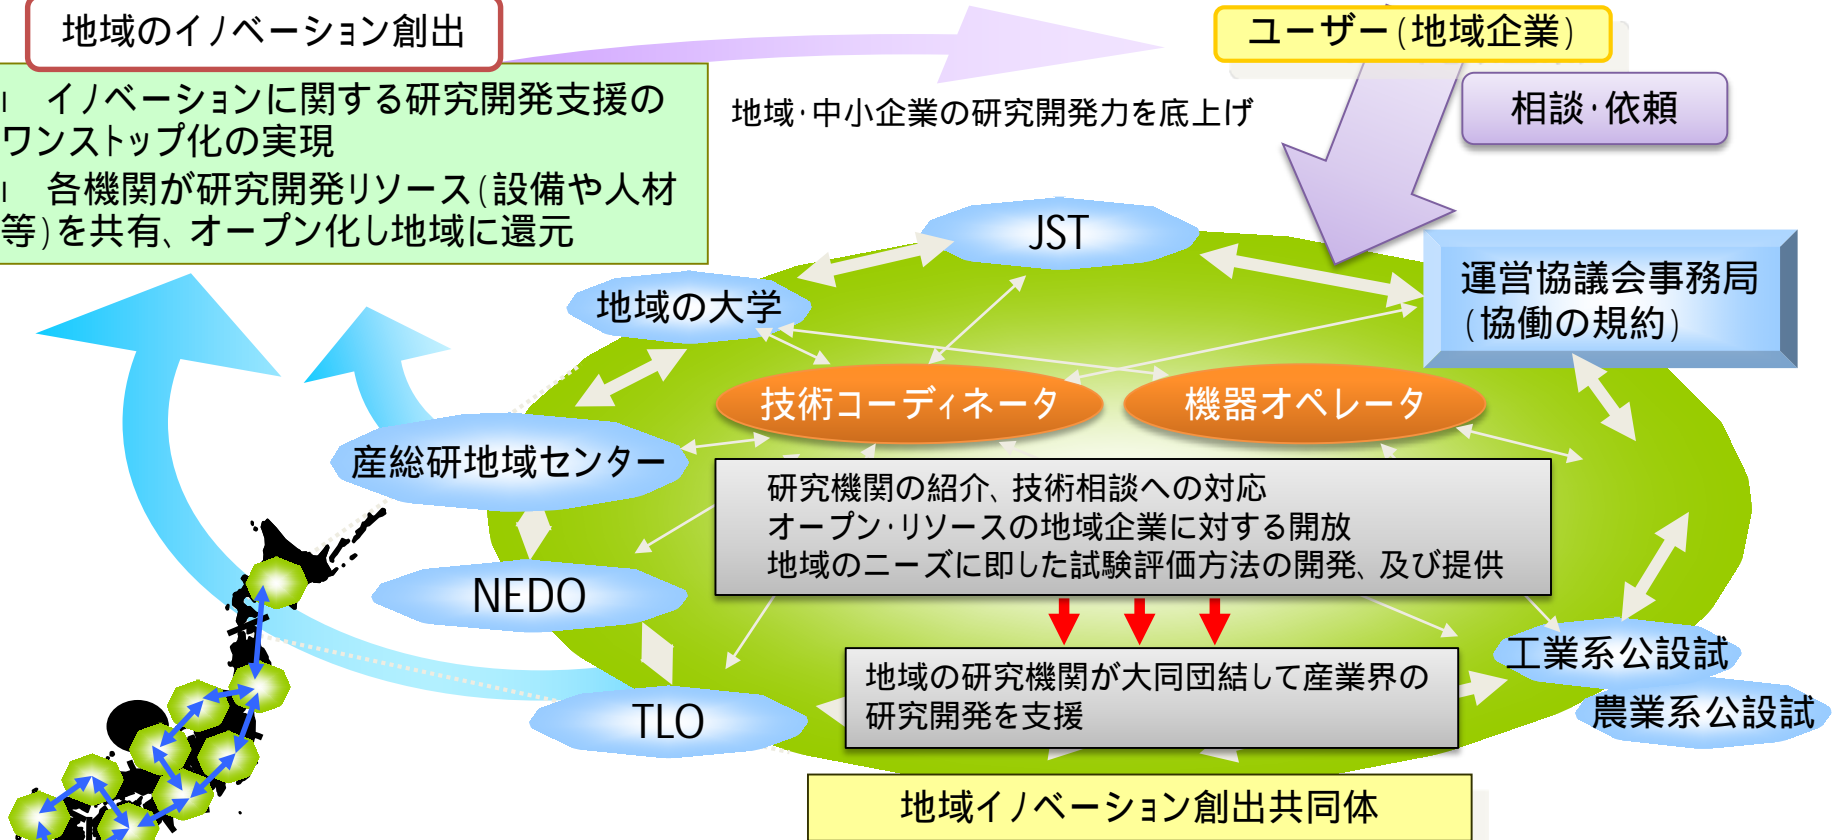 地域のイノベーション創出
ユーザー(地域企業)
l イノベーションに関する研究開発支援の
ワンストップ化の実現
l 各機関が研究開発リソース(設備や人材
等)を共有、オープン化し地域に還元
地域・中小企業の研究開発力を底上げ
相談・依頼
JST
運営協議会事務局
(協働の規約)
地域の大学
技術コーディネータ
機器オペレータ
産総研地域センター
研究機関の紹介、技術相談への対応
オープン・リソースの地域企業に対する開放
地域のニーズに即した試験評価方法の開発、及び提供
NEDO
工業系公設試
地域の研究機関が大同団結して産業界の
研究開発を支援
TLO
農業系公設試
地域イノベーション創出共同体